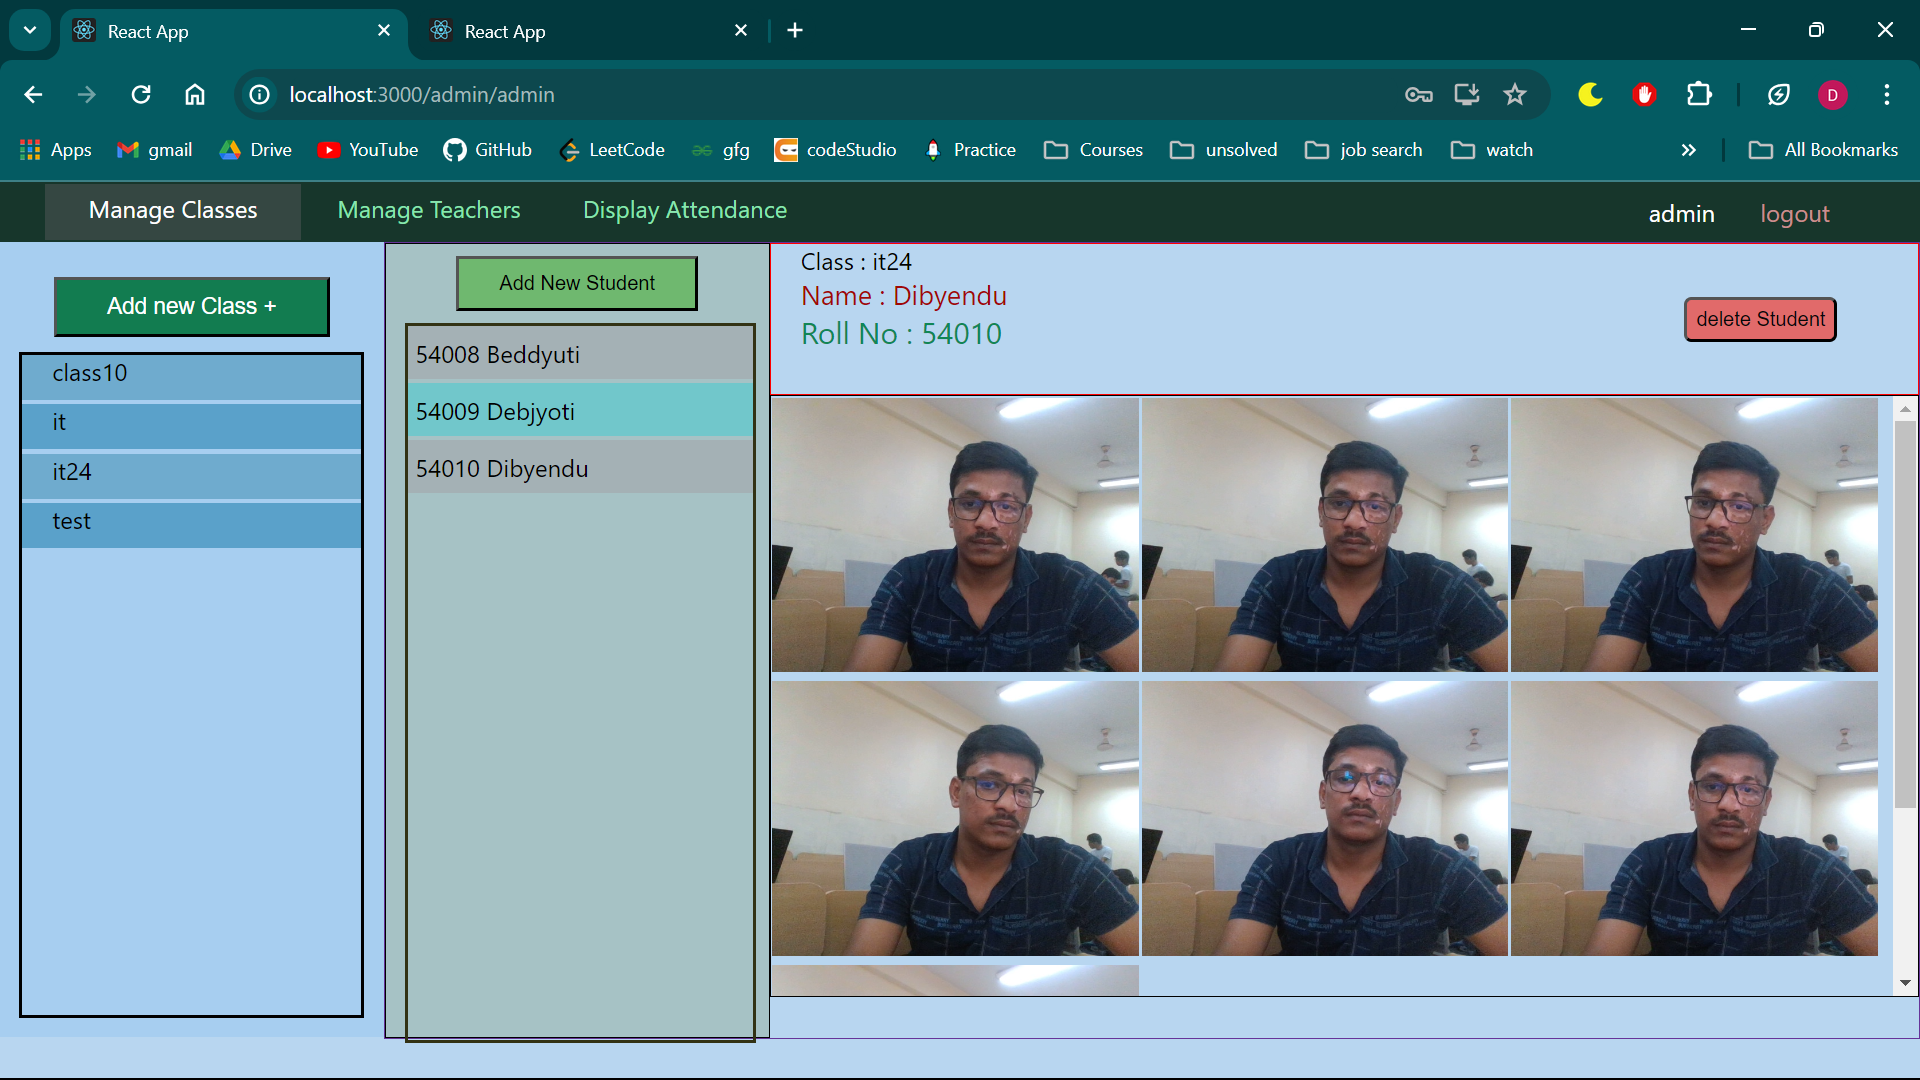 React App
React App
localhost:3000/admin/admin
D
Apps
gmail
Drive
YouTube
GitHub
LeetCode
gfg
codeStudio
Practice
Courses
unsolved
job search
watch
All Bookmarks
Manage Classes
Manage Teachers
Display Attendance
admin
logout
Add new Class +
class10
it
it24
test
Add New Student
54008 Beddyuti
54009 Debjyoti
54010 Dibyendu
Class : it24
Name : Dibyendu
Roll No : 54010
delete Student